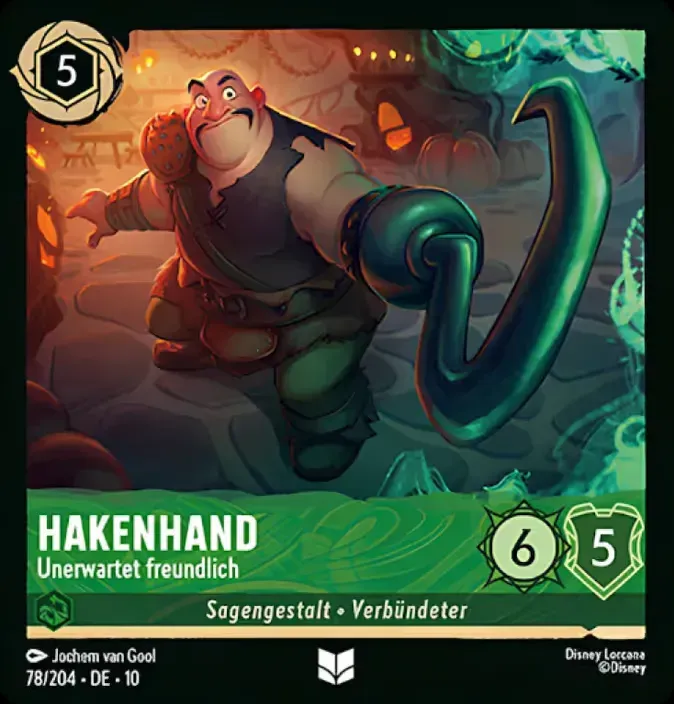 5
HAKENHAND
Unerwartet freundlich
6
5
Sagengestalt • Verbündeter
Jochem van Gool
Disney Lorcana
78/204 • DE • 10
©Disney